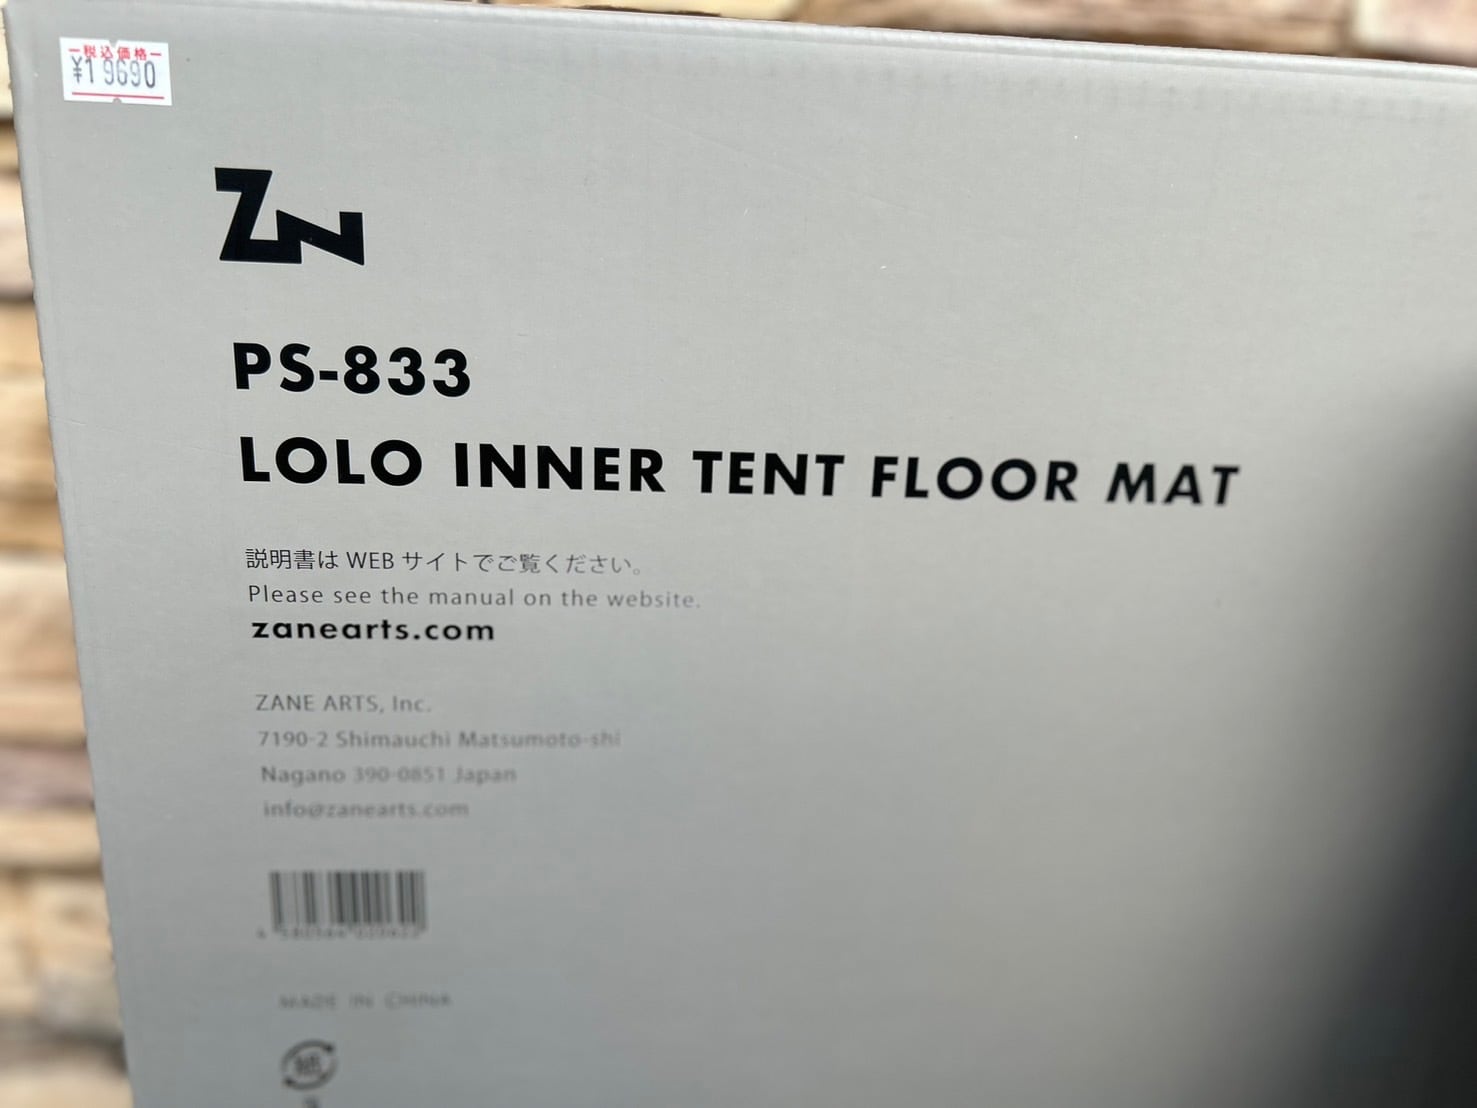 税込価格
¥19690
ZN
PS-833
LOLO INNER TENT FLOOR MAT
説明書は WEB サイトでご覧ください。
Please see the manual on the website.
zanearts.com
ZANE ARTS, Inc.
7190-2 Shimauchi Matsumoto-shi
Nagano 390-0851 Japan
info@zanearts.com
MADE IN CHINA
紙